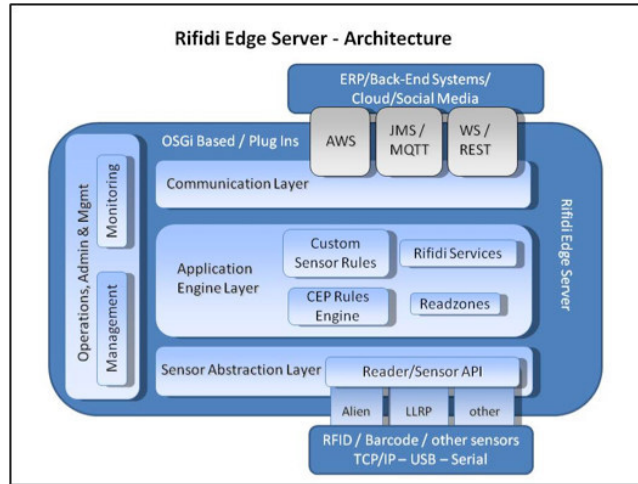 Rifidi Edge Server - Architecture
ERP/Back-End Systems/
Cloud/Social Media
OSGi Based / Plug Ins
AWS
JMS /
MQTT
WS /
REST
Communication Layer
Operations, Admin & Mgmt
Monitoring
Management
Application
Engine Layer
Custom
Sensor Rules
Rifidi Services
CEP Rules
Engine
Readzones
Rifidi Edge Server
Sensor Abstraction Layer
Reader/Sensor API
Alien
LLRP
other
RFID / Barcode / other sensors
TCP/IP – USB – Serial